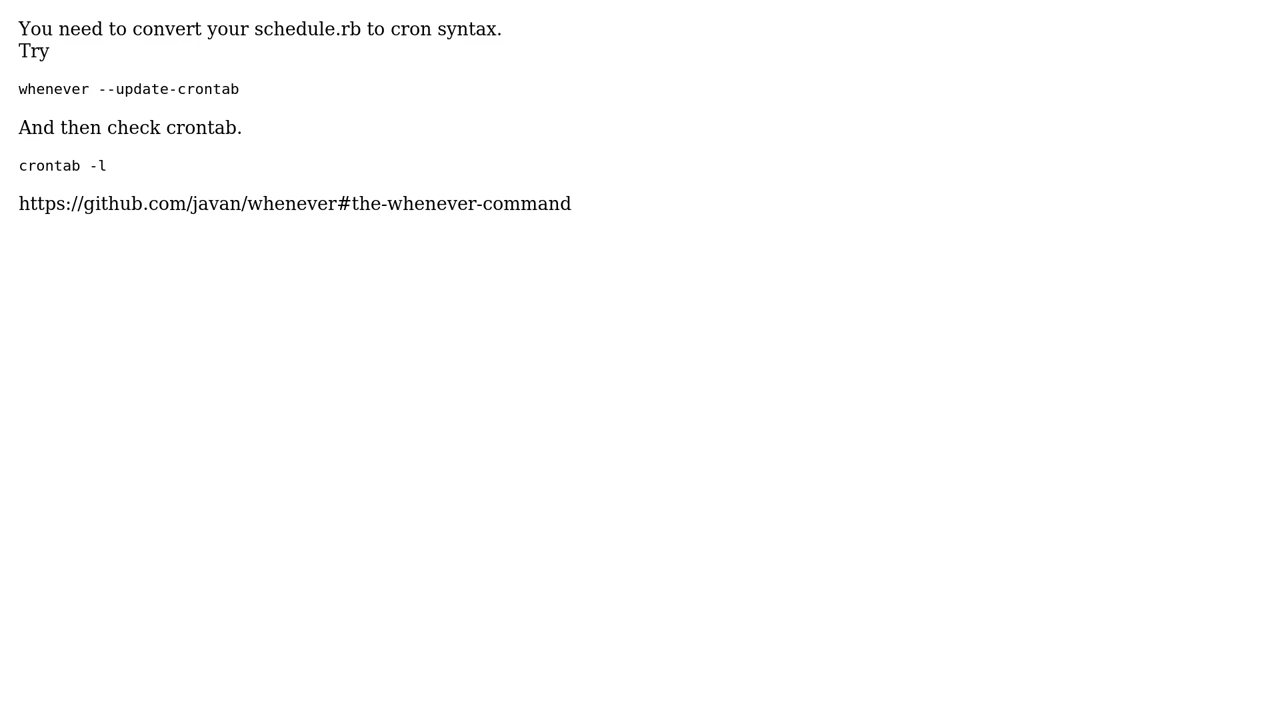 You need to convert your schedule.rb to cron syntax.
Try
whenever --update-crontab
And then check crontab.
crontab -l
https://github.com/javan/whenever#the-whenever-command